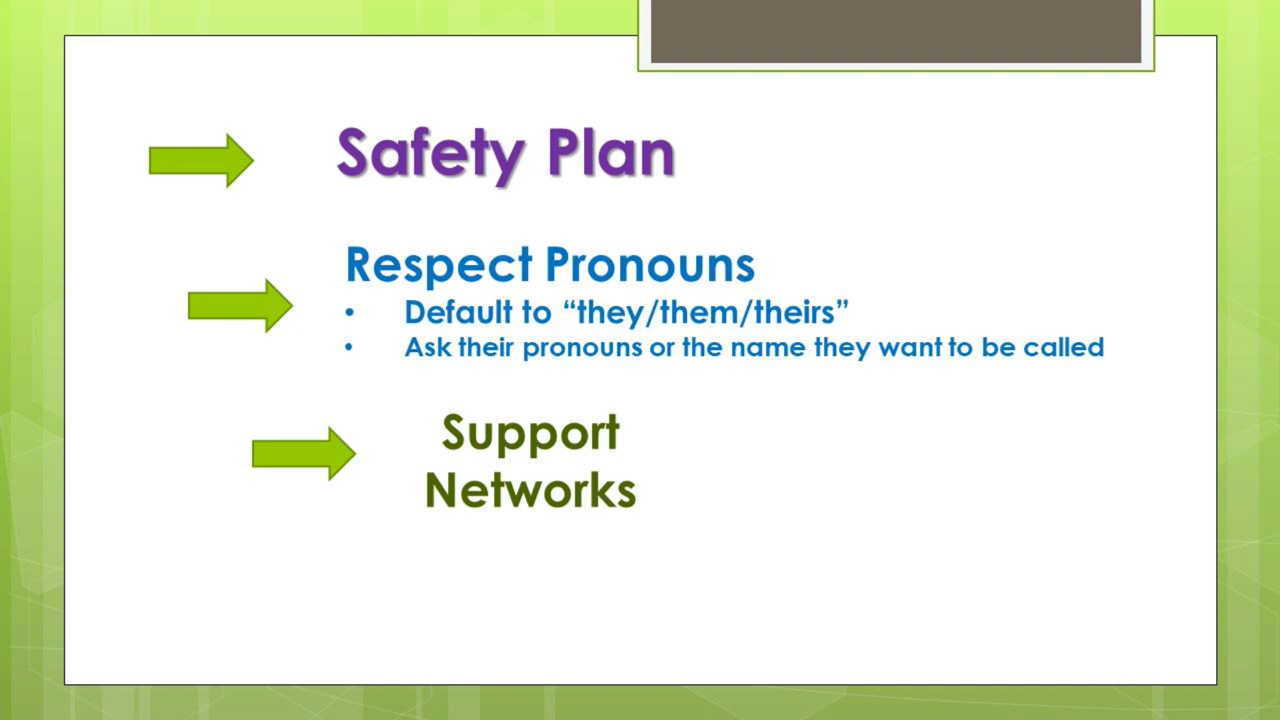 Safety Plan
Respect Pronouns
• Default to “they/them/theirs”
• Ask their pronouns or the name they want to be called
Support
Networks